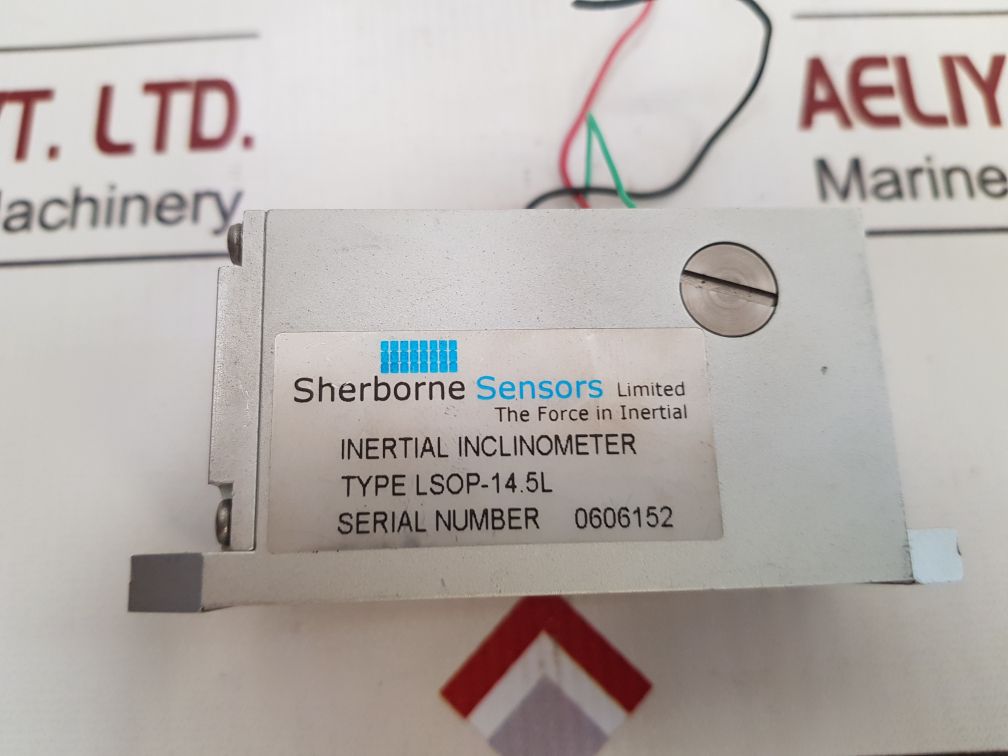 T. LTD.
achinery
AELIY
Marine
Sherborne Sensors Limited
The Force in Inertial
INERTIAL INCLINOMETER
TYPE LSOP-14.5L
SERIAL NUMBER 0606152